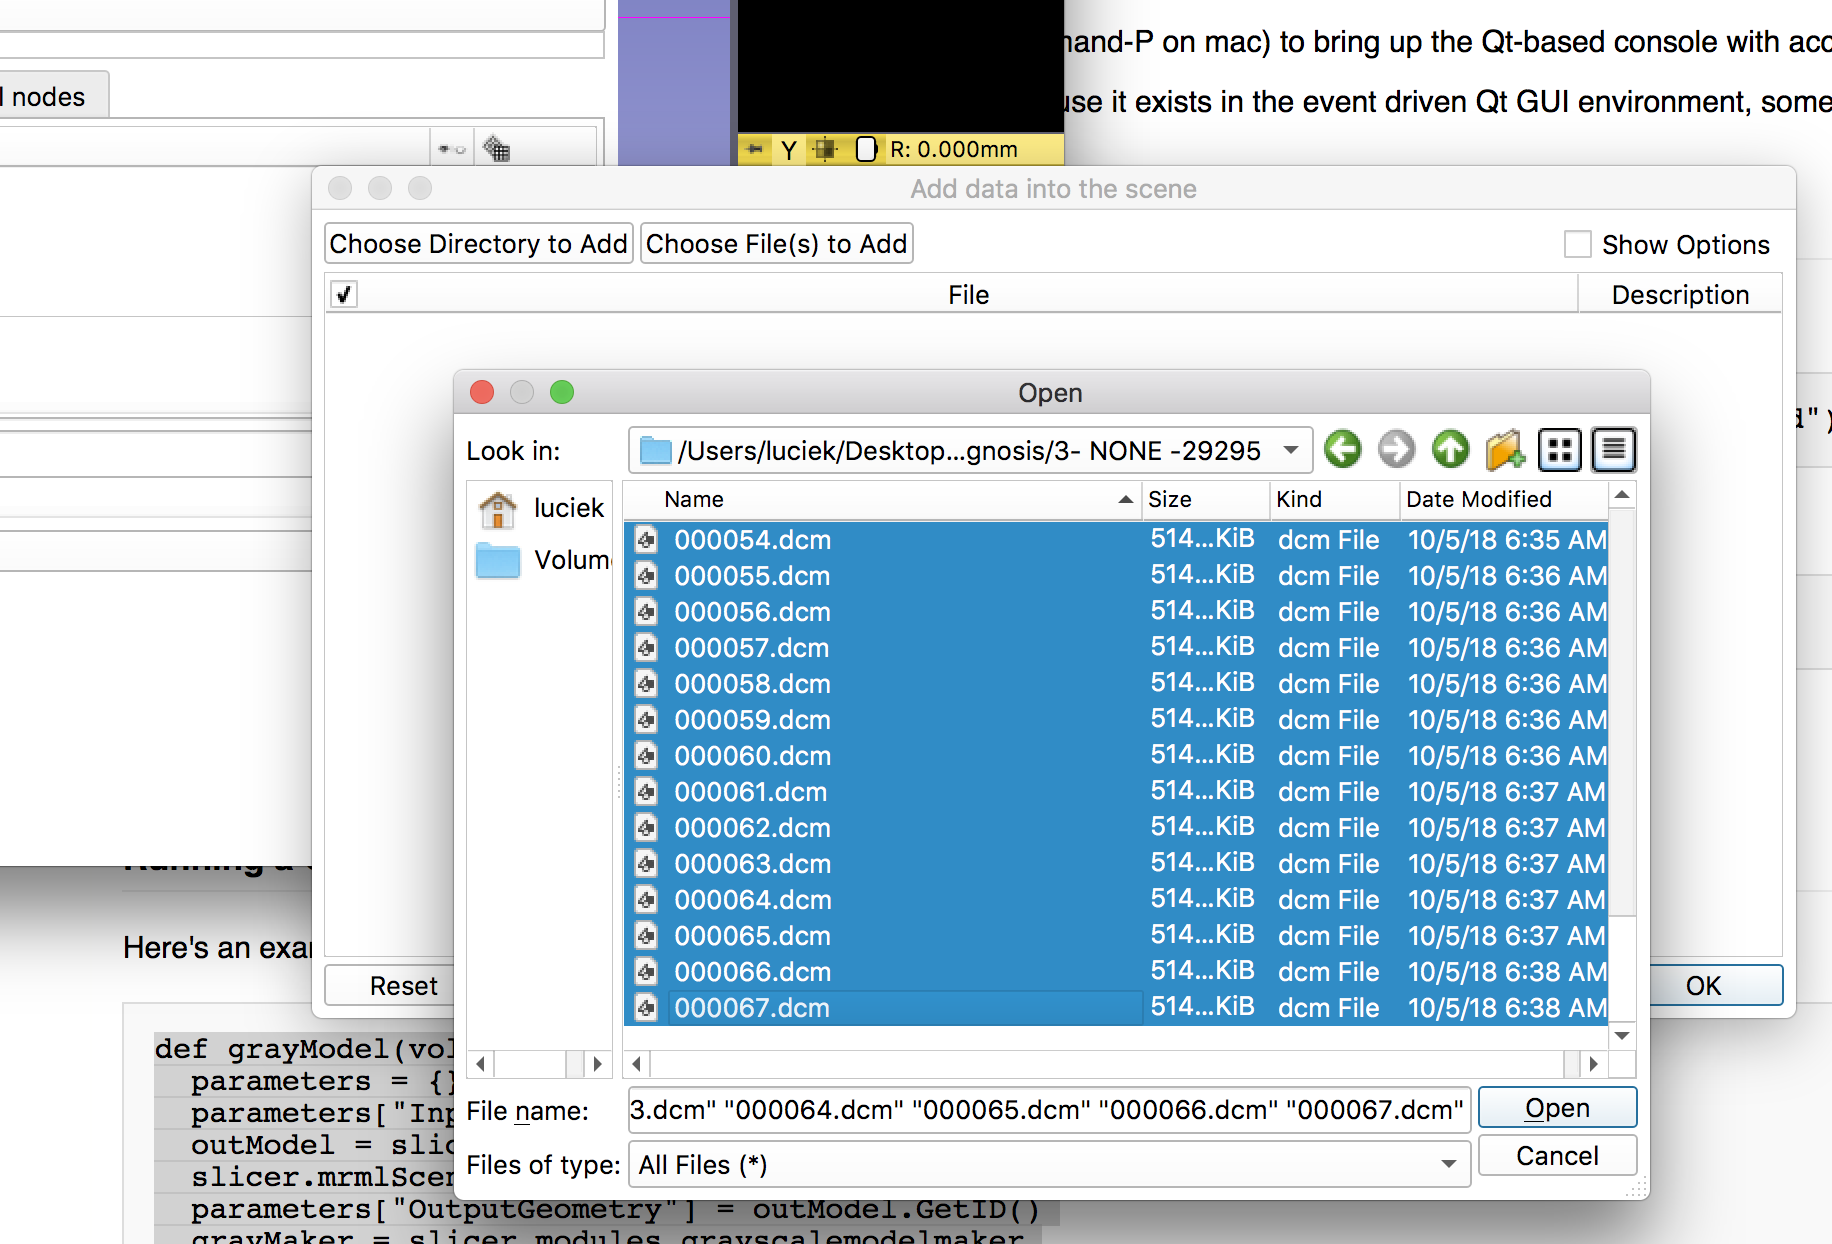 hand-P on mac) to bring up the Qt-based console with acc
use it exists in the event driven Qt GUI environment, some
l nodes
Y R: 0.000mm
Add data into the scene
Choose Directory to Add Choose File(s) to Add Show Options
File Description
Open
Look in: /Users/luciek/Desktop...gnosis/3- NONE -29295
d")
luciek
Volum
Name Size Kind Date Modified
000054.dcm 514...KiB dcm File 10/5/18 6:35 AM
000055.dcm 514...KiB dcm File 10/5/18 6:36 AM
000056.dcm 514...KiB dcm File 10/5/18 6:36 AM
000057.dcm 514...KiB dcm File 10/5/18 6:36 AM
000058.dcm 514...KiB dcm File 10/5/18 6:36 AM
000059.dcm 514...KiB dcm File 10/5/18 6:36 AM
000060.dcm 514...KiB dcm File 10/5/18 6:36 AM
000061.dcm 514...KiB dcm File 10/5/18 6:37 AM
000062.dcm 514...KiB dcm File 10/5/18 6:37 AM
000063.dcm 514...KiB dcm File 10/5/18 6:37 AM
000064.dcm 514...KiB dcm File 10/5/18 6:37 AM
000065.dcm 514...KiB dcm File 10/5/18 6:37 AM
000066.dcm 514...KiB dcm File 10/5/18 6:38 AM
000067.dcm 514...KiB dcm File 10/5/18 6:38 AM
File name: 3.dcm" "000064.dcm" "000065.dcm" "000066.dcm" "000067.dcm" Open
Files of type: All Files (*) Cancel
Reset OK
Running a
Here's an exa
def grayModel(vol
parameters = {}
parameters["Inp
outModel = slic
slicer.mrmlScen
parameters["OutputGeometry"] = outModel.GetID()
grayMaker = slicer.modules.grayscalemodelmaker